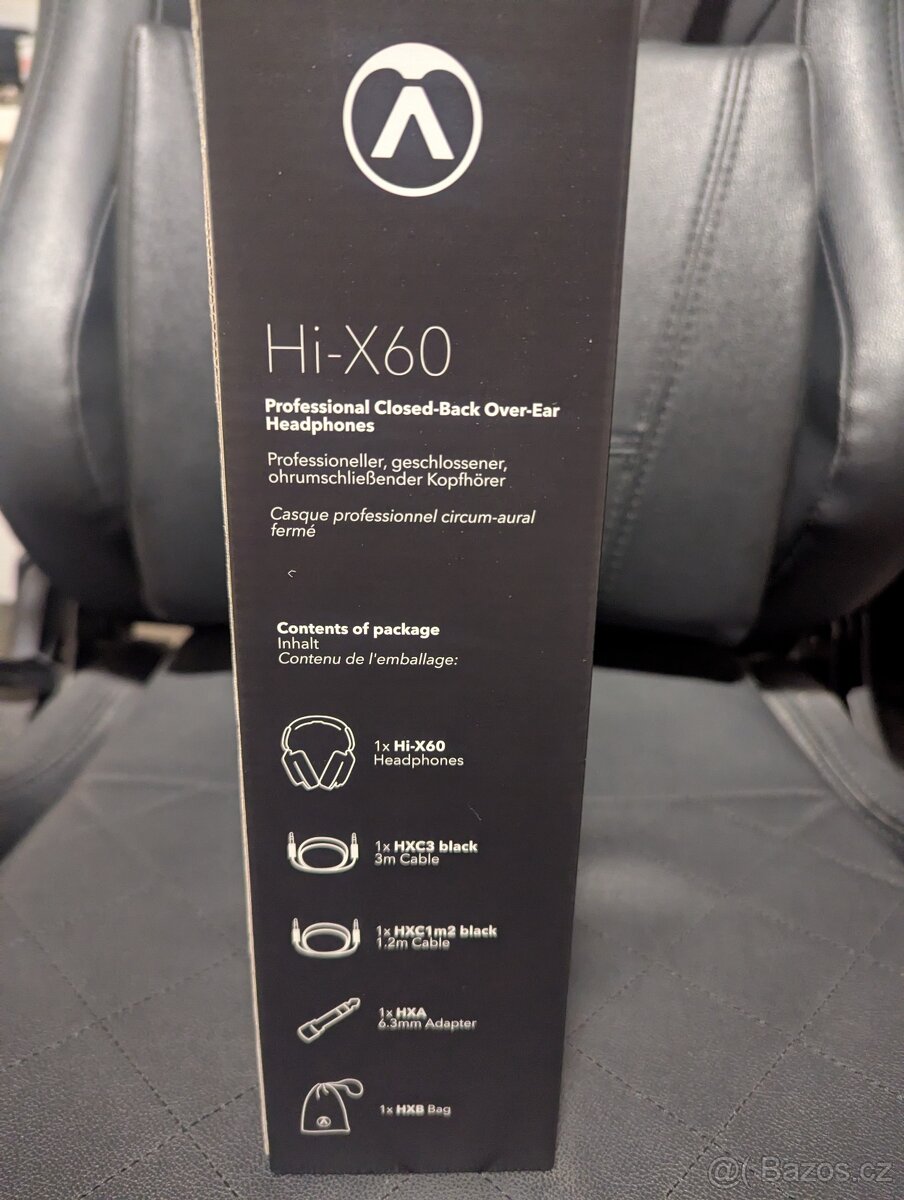 Hi-X60
Professional Closed-Back Over-Ear
Headphones
Professioneller, geschlossener,
ohrumschließender Kopfhörer
Casque professionnel circum-aural
fermé
Contents of package
Inhalt
Contenu de l'emballage:
1x Hi-X60
Headphones
1x HXC3 black
3m Cable
1x HXC1m2 black
1.2m Cable
1x HXA
6.3mm Adapter
1x HXB Bag
@( Bazos.cz